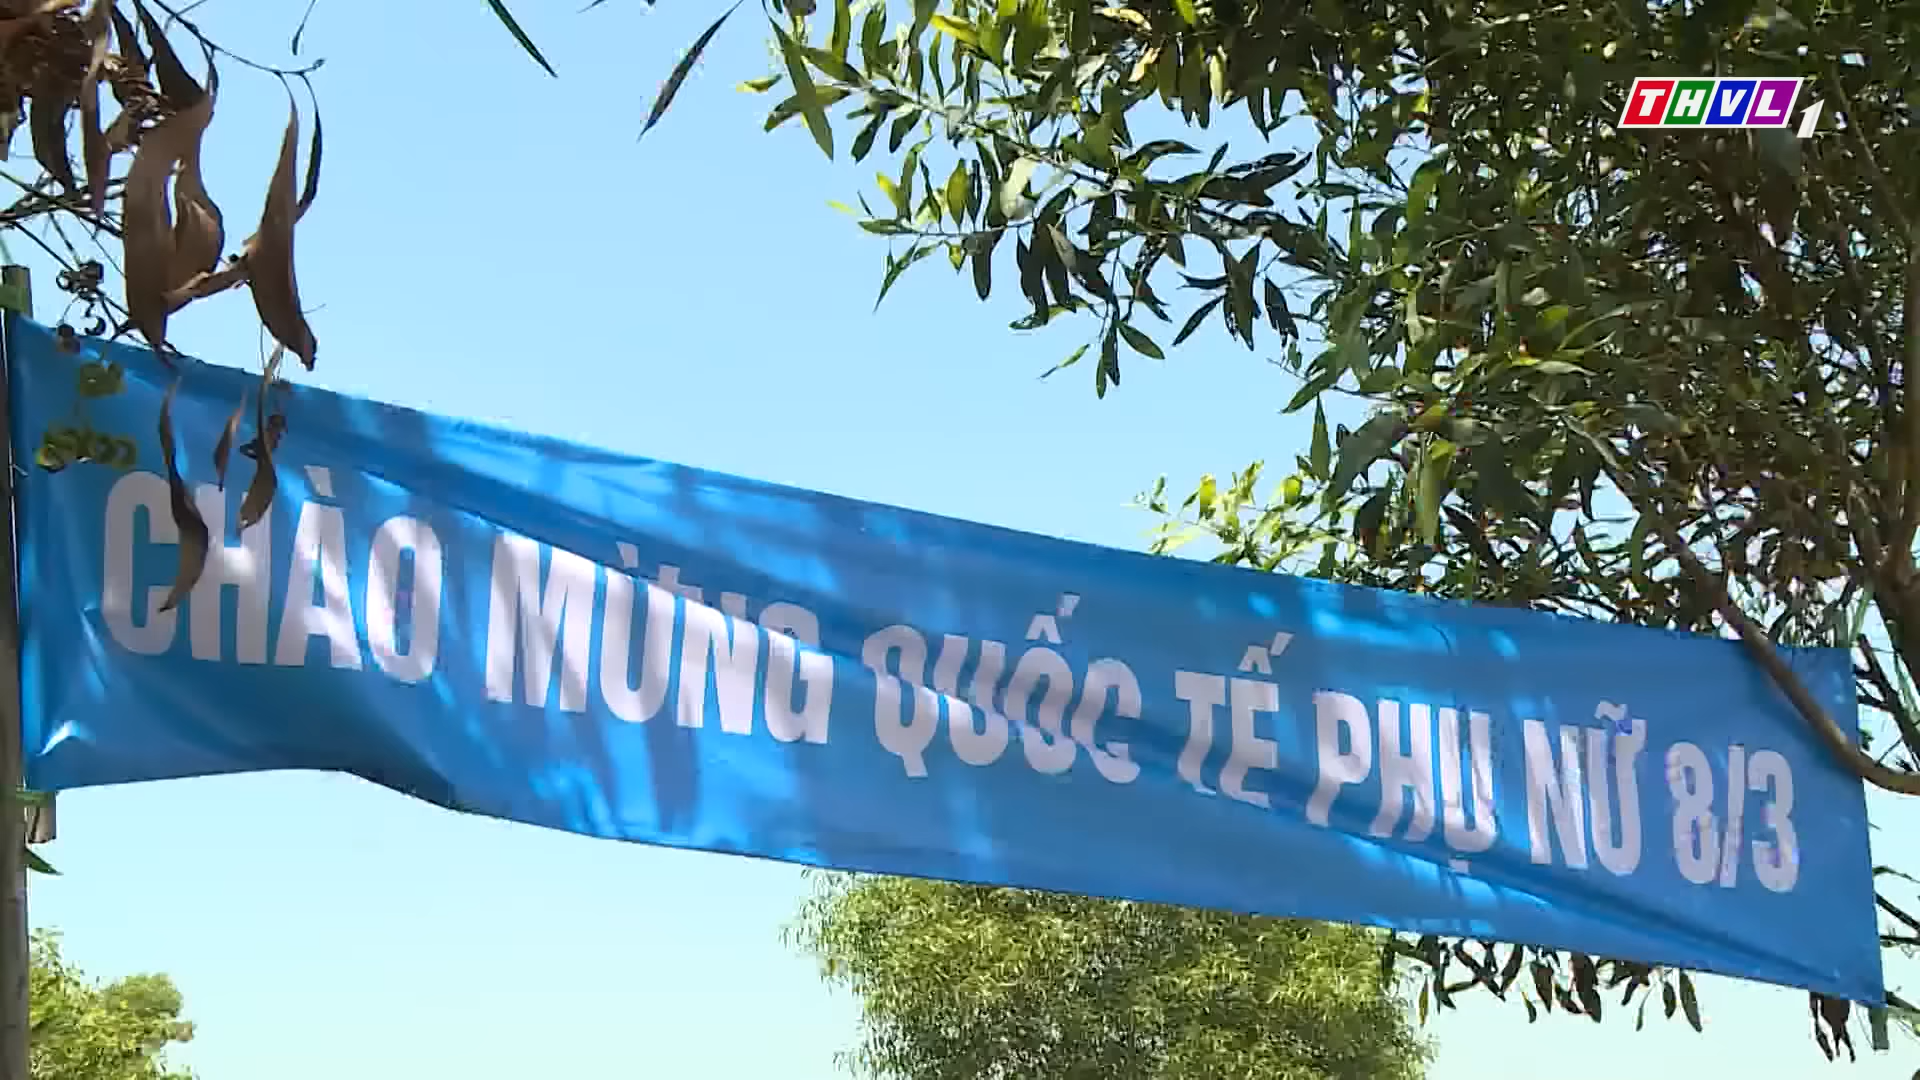 THVL1
CHÀO MỪNG QUỐC TẾ PHỤ NỮ 8/3